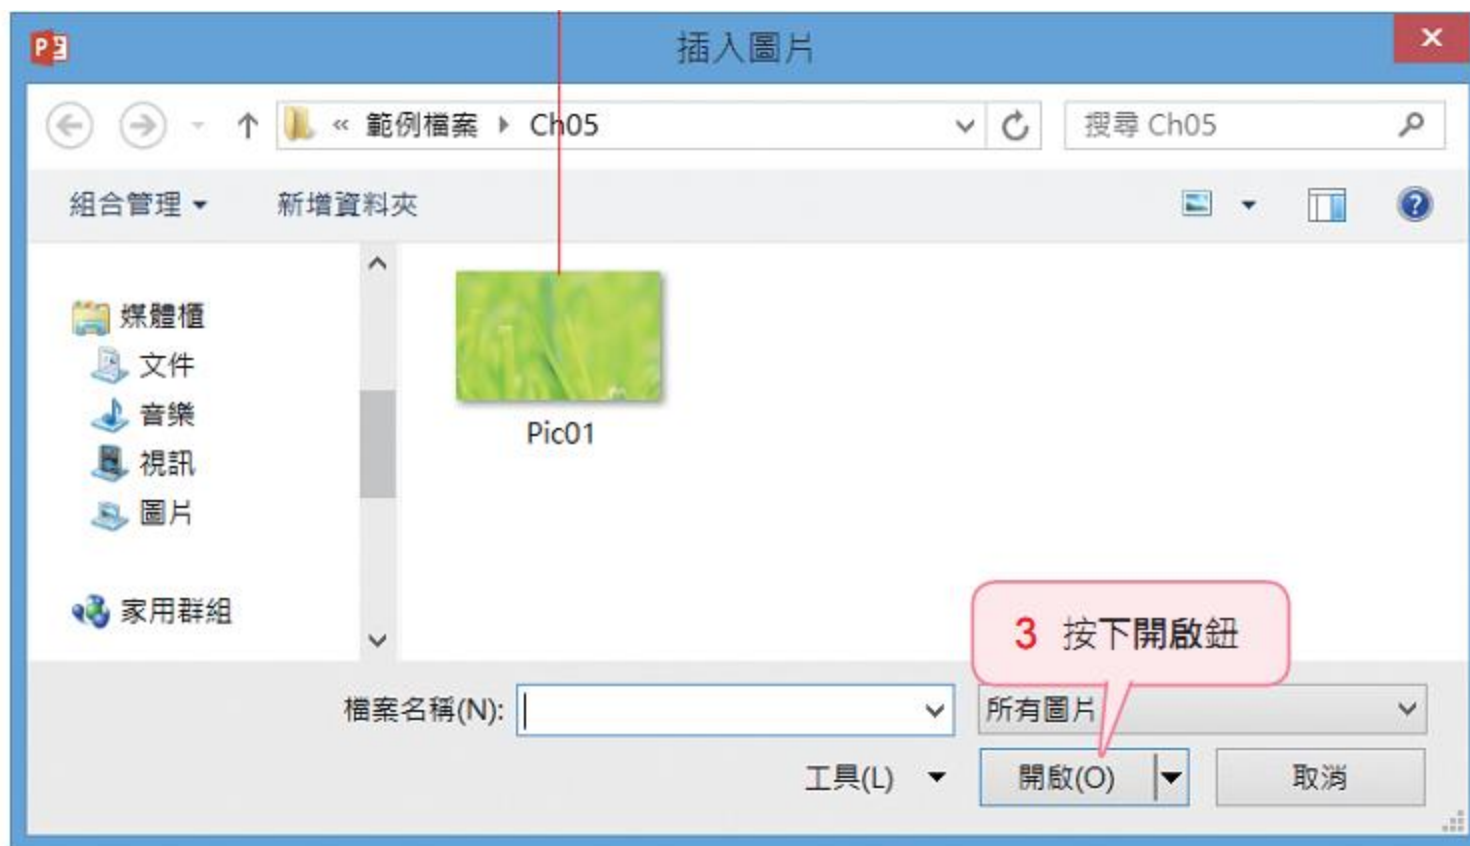 插入圖片
« 範例檔案 ▸ Ch05
搜尋 Ch05
組合管理
新增資料夾
媒體櫃
文件
音樂
視訊
圖片
家用群組
Pic01
3 按下開啟鈕
檔案名稱(N):
所有圖片
工具(L)
開啟(O)
取消